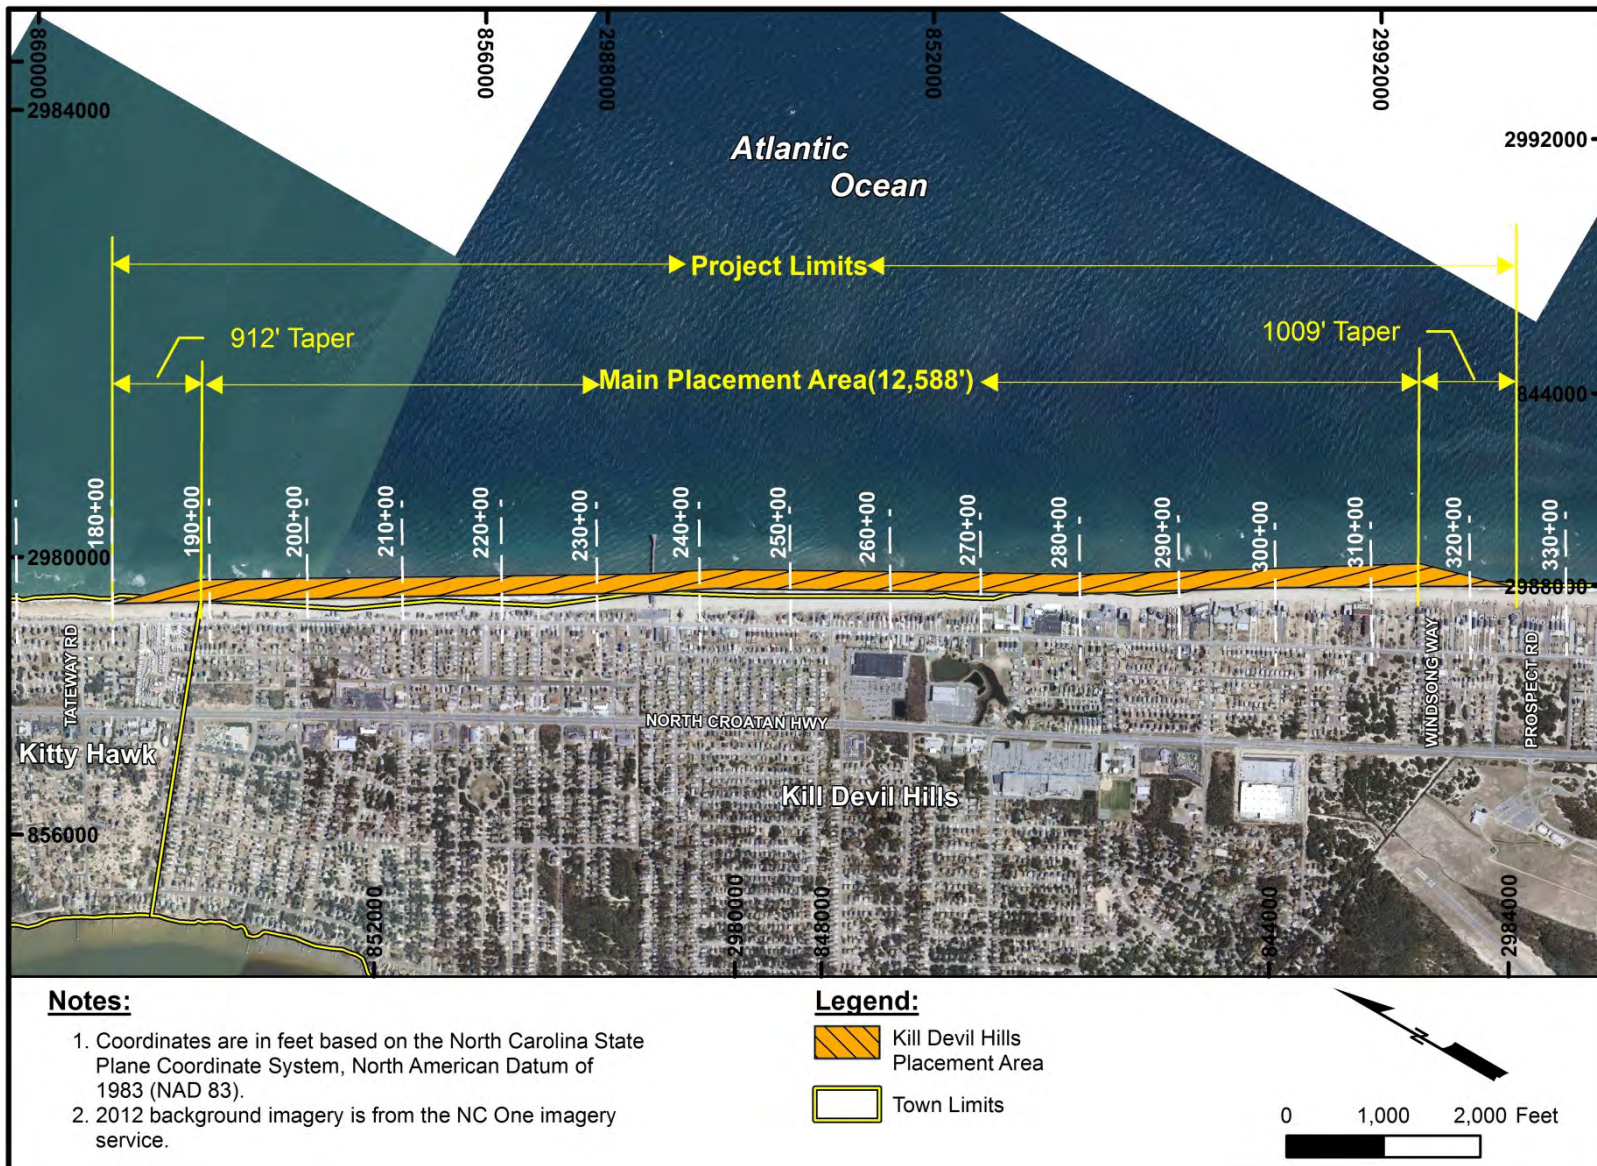 860000
856000
2988000
852000
2992000
2984000
2992000
Atlantic
Ocean
Project Limits
912' Taper
1009' Taper
Main Placement Area(12,588')
844000
180+00
190+00
200+00
210+00
220+00
230+00
240+00
250+00
260+00
270+00
280+00
290+00
300+00
310+00
320+00
330+00
2980000
2988000
TATEWAY RD
WINDSONG WAY
PROSPECT RD
NORTH CROATAN HWY
Kitty Hawk
Kill Devil Hills
856000
852000
2980000
848000
844000
2984000
Notes:
1. Coordinates are in feet based on the North Carolina State
Plane Coordinate System, North American Datum of
1983 (NAD 83).
2. 2012 background imagery is from the NC One imagery
service.
Legend:
Kill Devil Hills
Placement Area
Town Limits
N
0 1,000 2,000 Feet